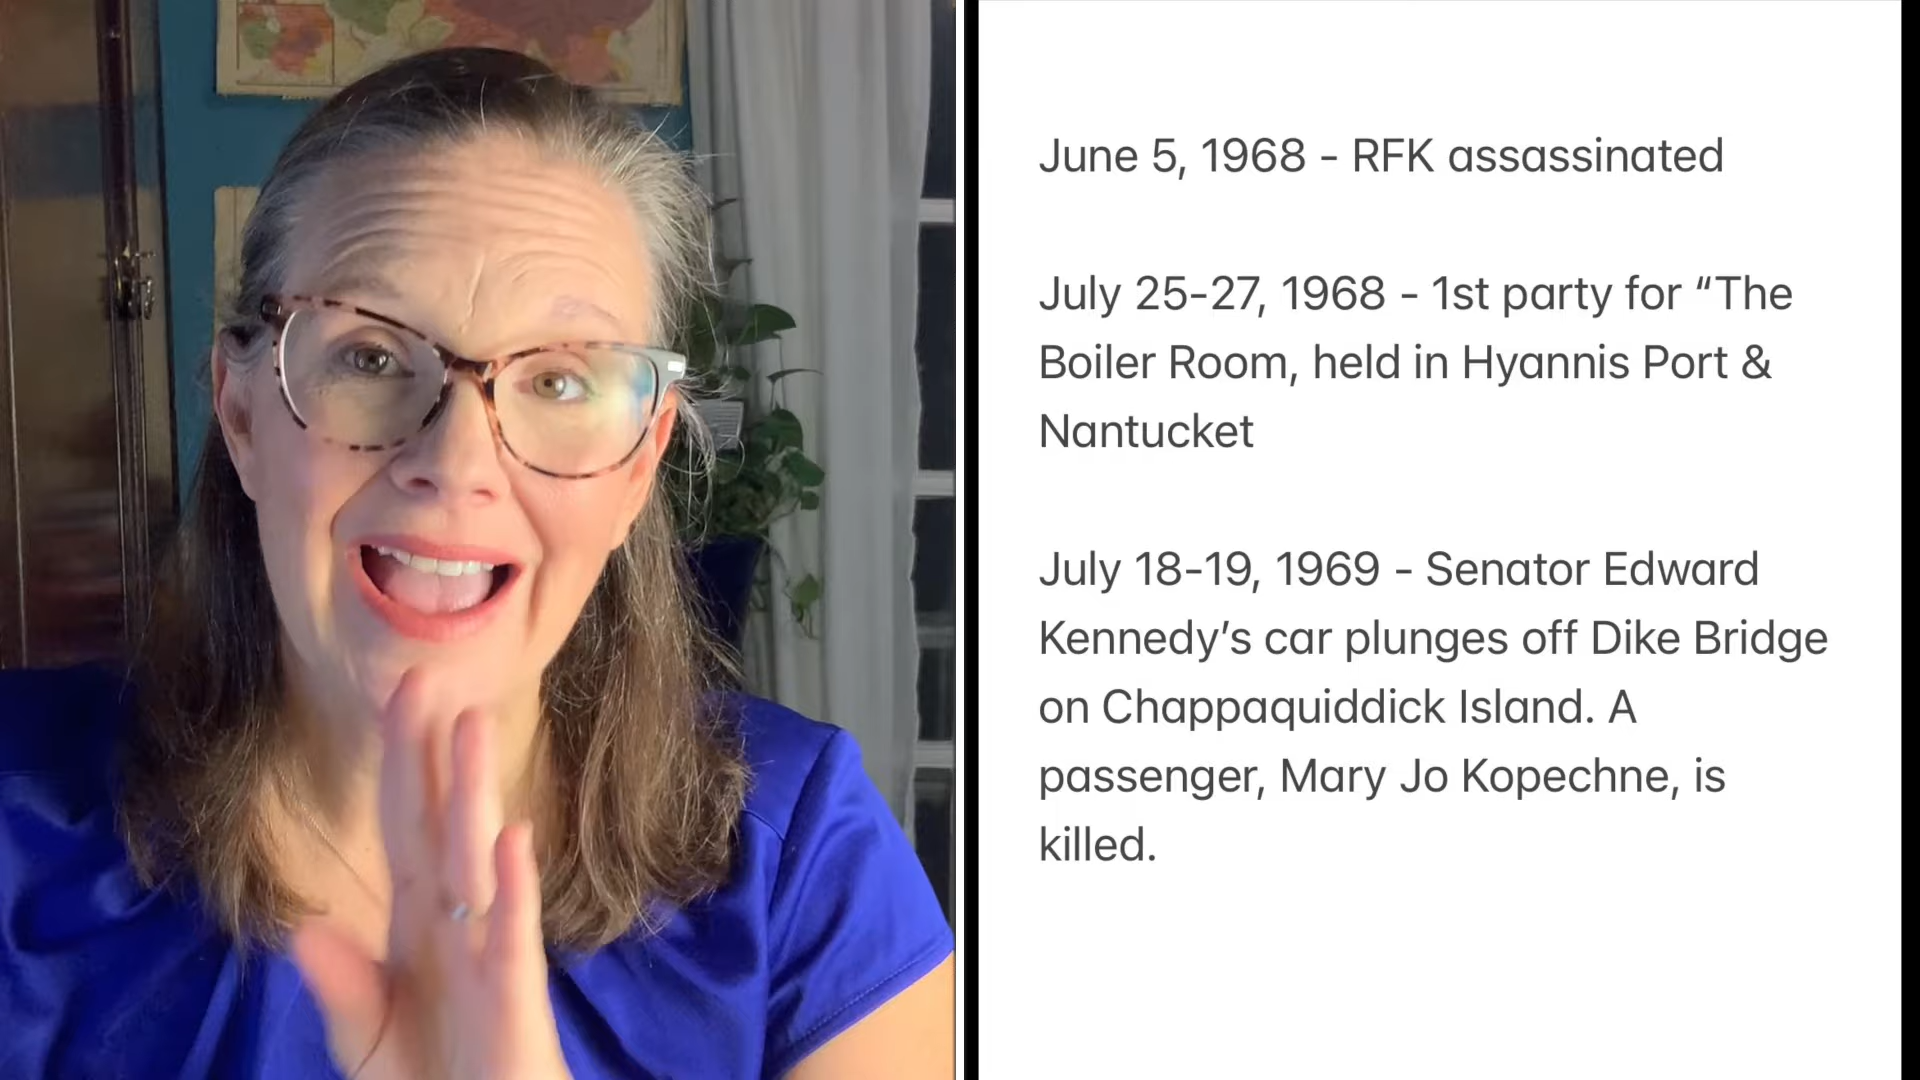 June 5, 1968 - RFK assassinated
July 25-27, 1968 - 1st party for “The
Boiler Room, held in Hyannis Port &
Nantucket
July 18-19, 1969 - Senator Edward
Kennedy’s car plunges off Dike Bridge
on Chappaquiddick Island. A
passenger, Mary Jo Kopechne, is
killed.